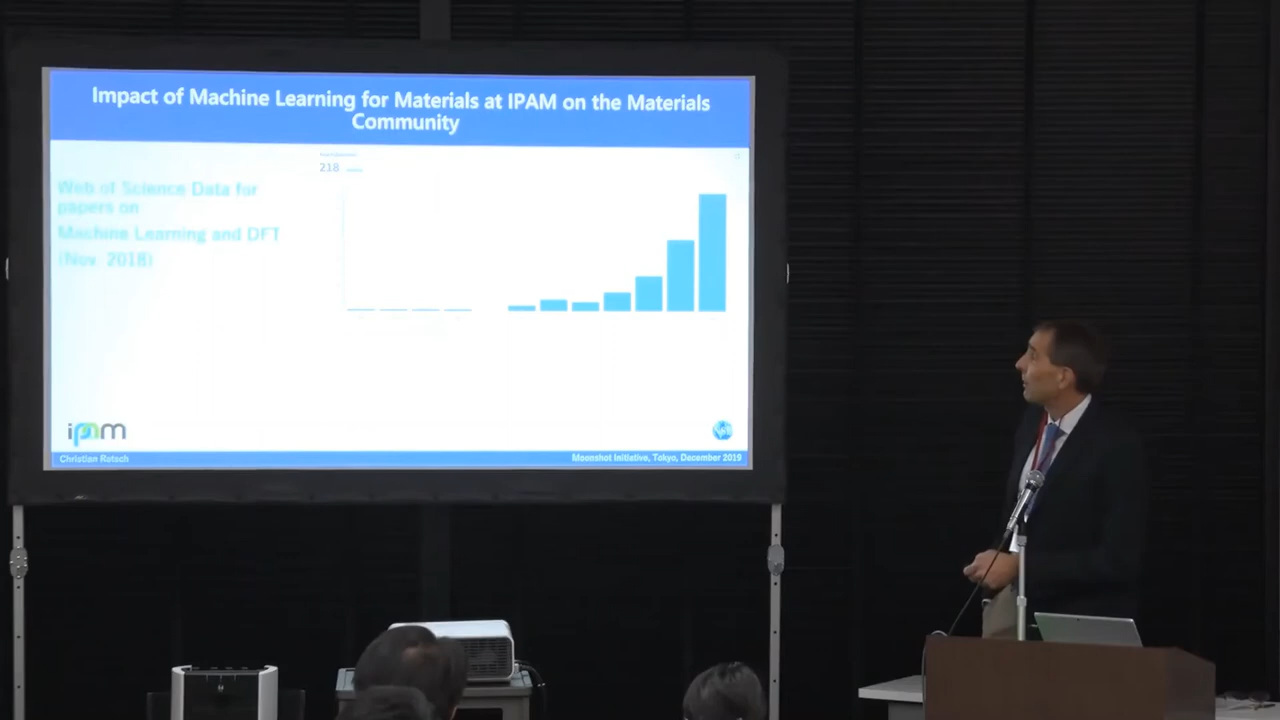 Impact of Machine Learning for Materials at IPAM on the Materials
Community
218
Web of Science Data for
papers on
Machine Learning and DFT
(Nov. 2018)
ipam
Christian Ratsch
Moonshot Initiative, Tokyo, December 2019